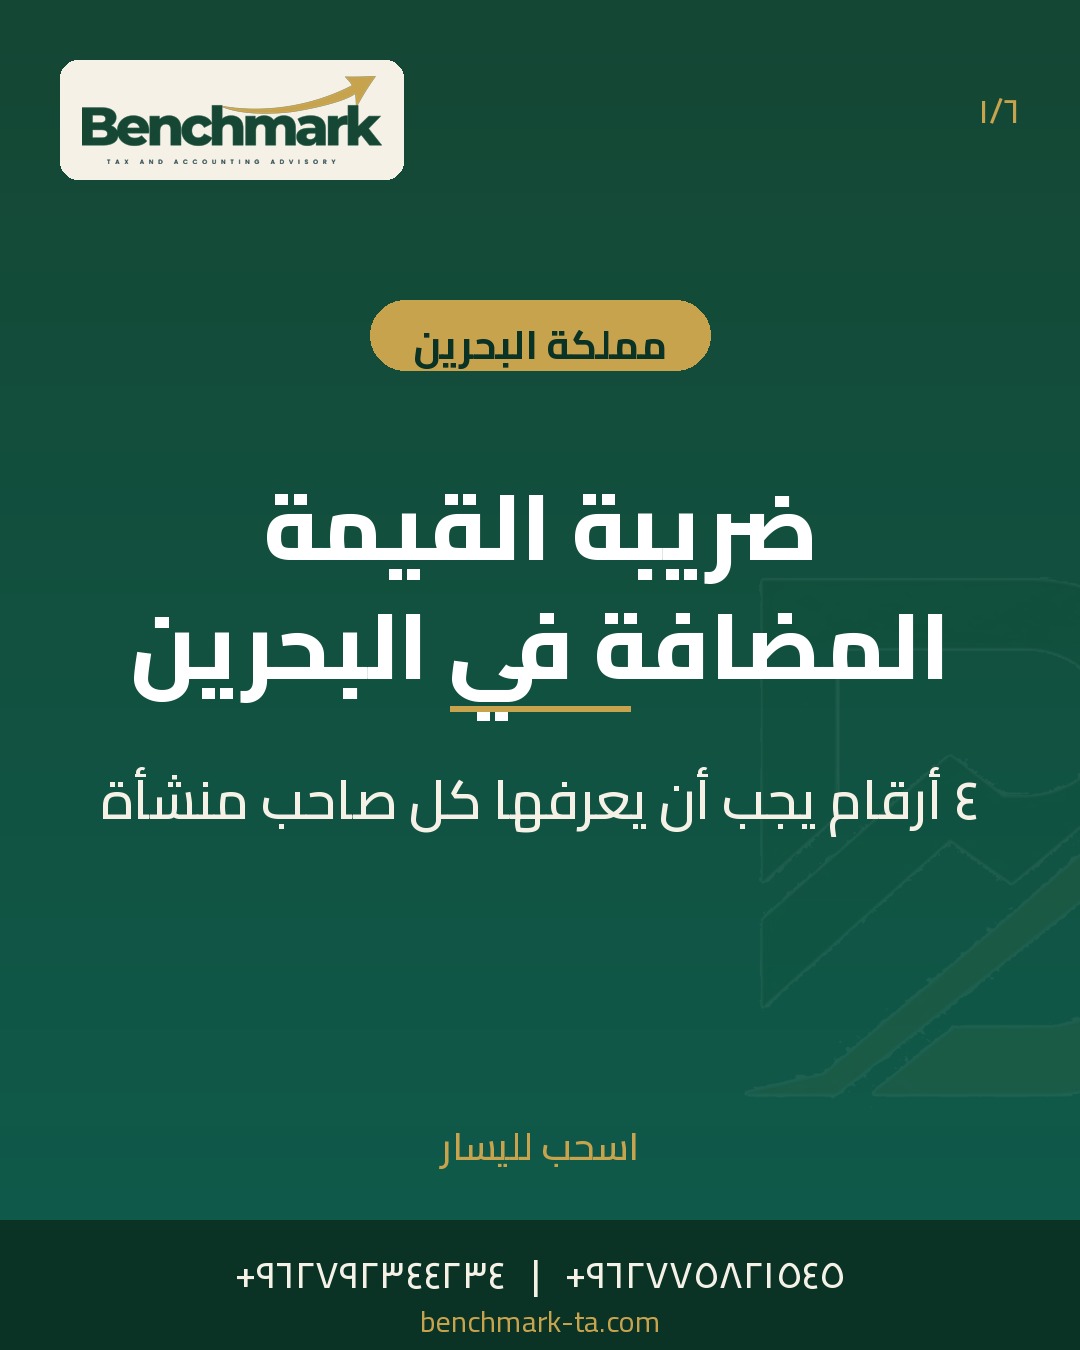 Benchmark
TAX AND ACCOUNTING ADVISORY
١/٦
مملكة البحرين
ضريبة القيمة
المضافة في البحرين
٤ أرقام يجب أن يعرفها كل صاحب منشأة
اسحب لليسار
+٩٦٢٧٩٢٣٤٤٢٣٤ | +٩٦٢٧٧٥٨٢١٥٤٥
benchmark-ta.com